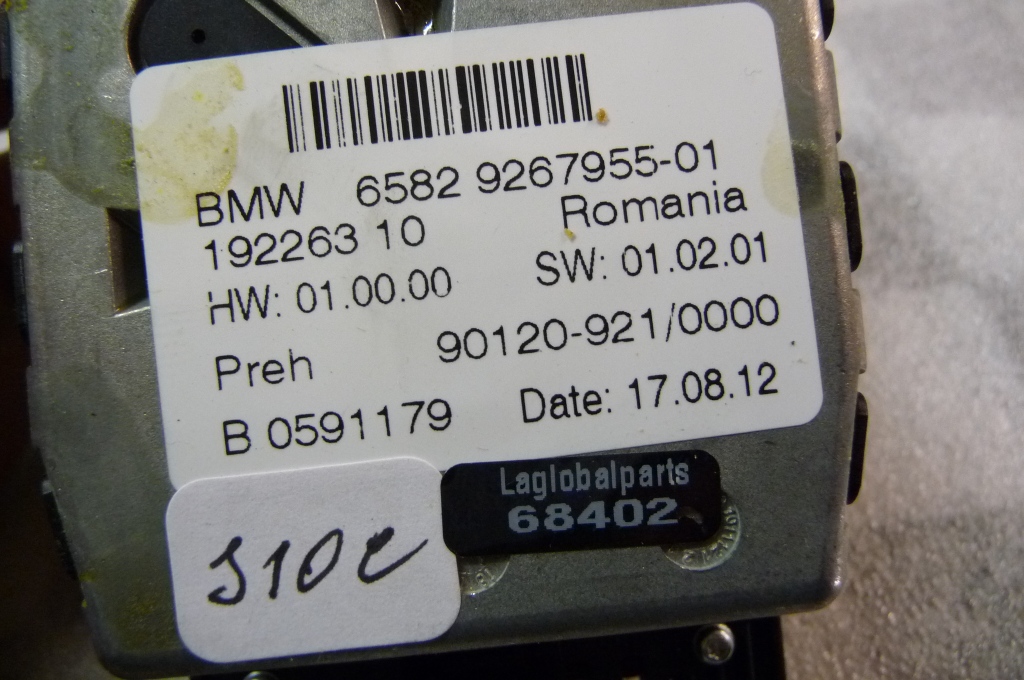 BMW 6582 9267955-01
192263 10 Romania
HW: 01.00.00 SW: 01.02.01
Preh 90120-921/0000
B 0591179 Date: 17.08.12
Laglobalparts
68402